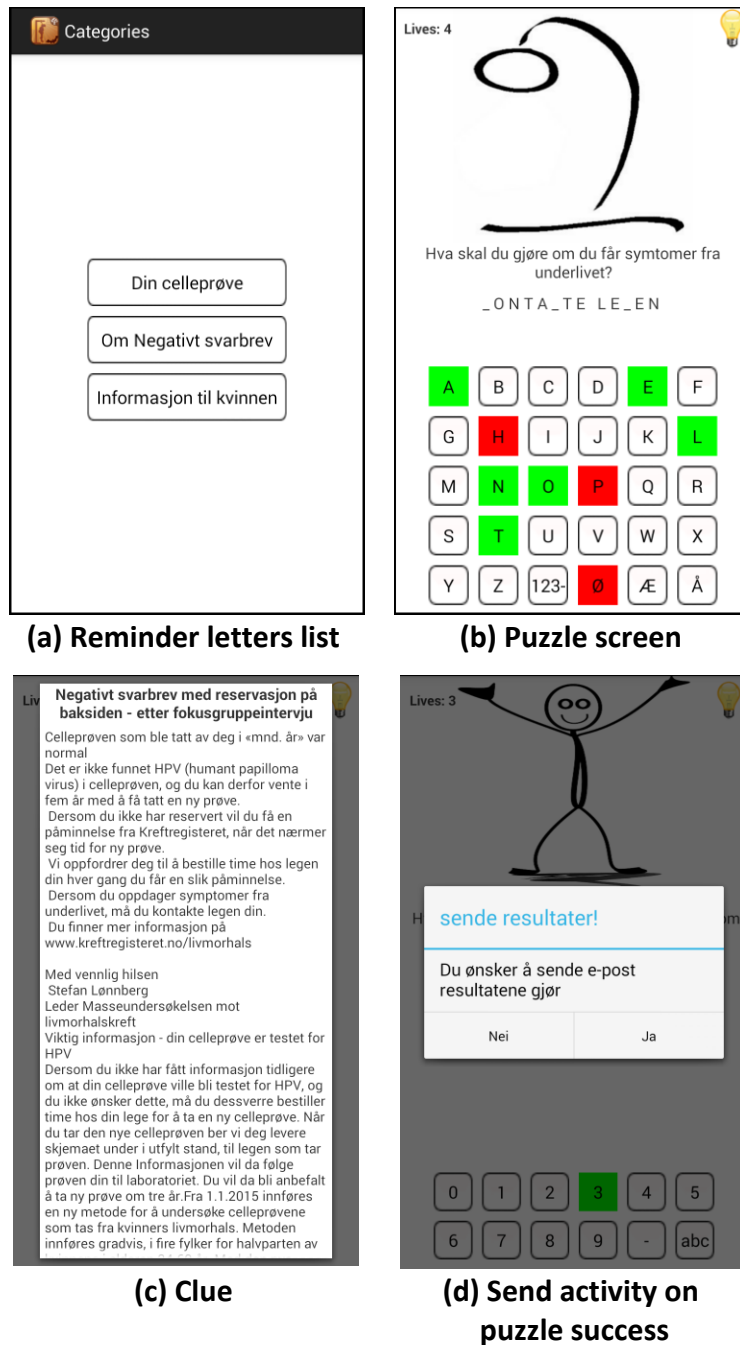 Categories
Din celleprøve
Om Negativt svarbrev
Informasjon til kvinnen
(a) Reminder letters list
Lives: 4
Hva skal du gjøre om du får symtomer fra
underlivet?
_ O N T A _ T E  L E _ E N
A B C D E F
G H I J K L
M N O P Q R
S T U V W X
Y Z 123- Ø Æ Å
(b) Puzzle screen
Liv
Negativt svarbrev med reservasjon på
baksiden - etter fokusgruppeintervju
Celleprøven som ble tatt av deg i «mnd. år» var
normal
Det er ikke funnet HPV (humant papilloma
virus) i celleprøven, og du kan derfor vente i
fem år med å få tatt en ny prøve.
Dersom du ikke har reservert vil du få en
påminnelse fra Kreftregisteret, når det nærmer
seg tid for ny prøve.
Vi oppfordrer deg til å bestille time hos legen
din hver gang du får en slik påminnelse.
Dersom du oppdager symptomer fra
underlivet, må du kontakte legen din.
Du finner mer informasjon på
www.kreftregisteret.no/livmorhals
Med vennlig hilsen
Stefan Lønnberg
Leder Masseundersøkelsen mot
livmorhalskreft
Viktig informasjon - din celleprøve er testet for
HPV
Dersom du ikke har fått informasjon tidligere
om at din celleprøve ville bli testet for HPV, og
du ikke ønsker dette, må du dessverre bestiller
time hos din lege for å ta en ny celleprøve. Når
du tar den nye celleprøven ber vi deg levere
skjemaet under i utfylt stand, til legen som tar
prøven. Denne Informasjonen vil da følge
prøven din til laboratoriet. Du vil da bli anbefalt
å ta ny prøve om tre år.Fra 1.1.2015 innføres
en ny metode for å undersøke celleprøvene
som tas fra kvinners livmorhals. Metoden
innføres gradvis, i fire fylker for halvparten av
(c) Clue
Lives: 3
H
om
sende resultater!
Du ønsker å sende e-post
resultatene gjør
Nei Ja
0 1 2 3 4 5
6 7 8 9 - abc
(d) Send activity on
puzzle success